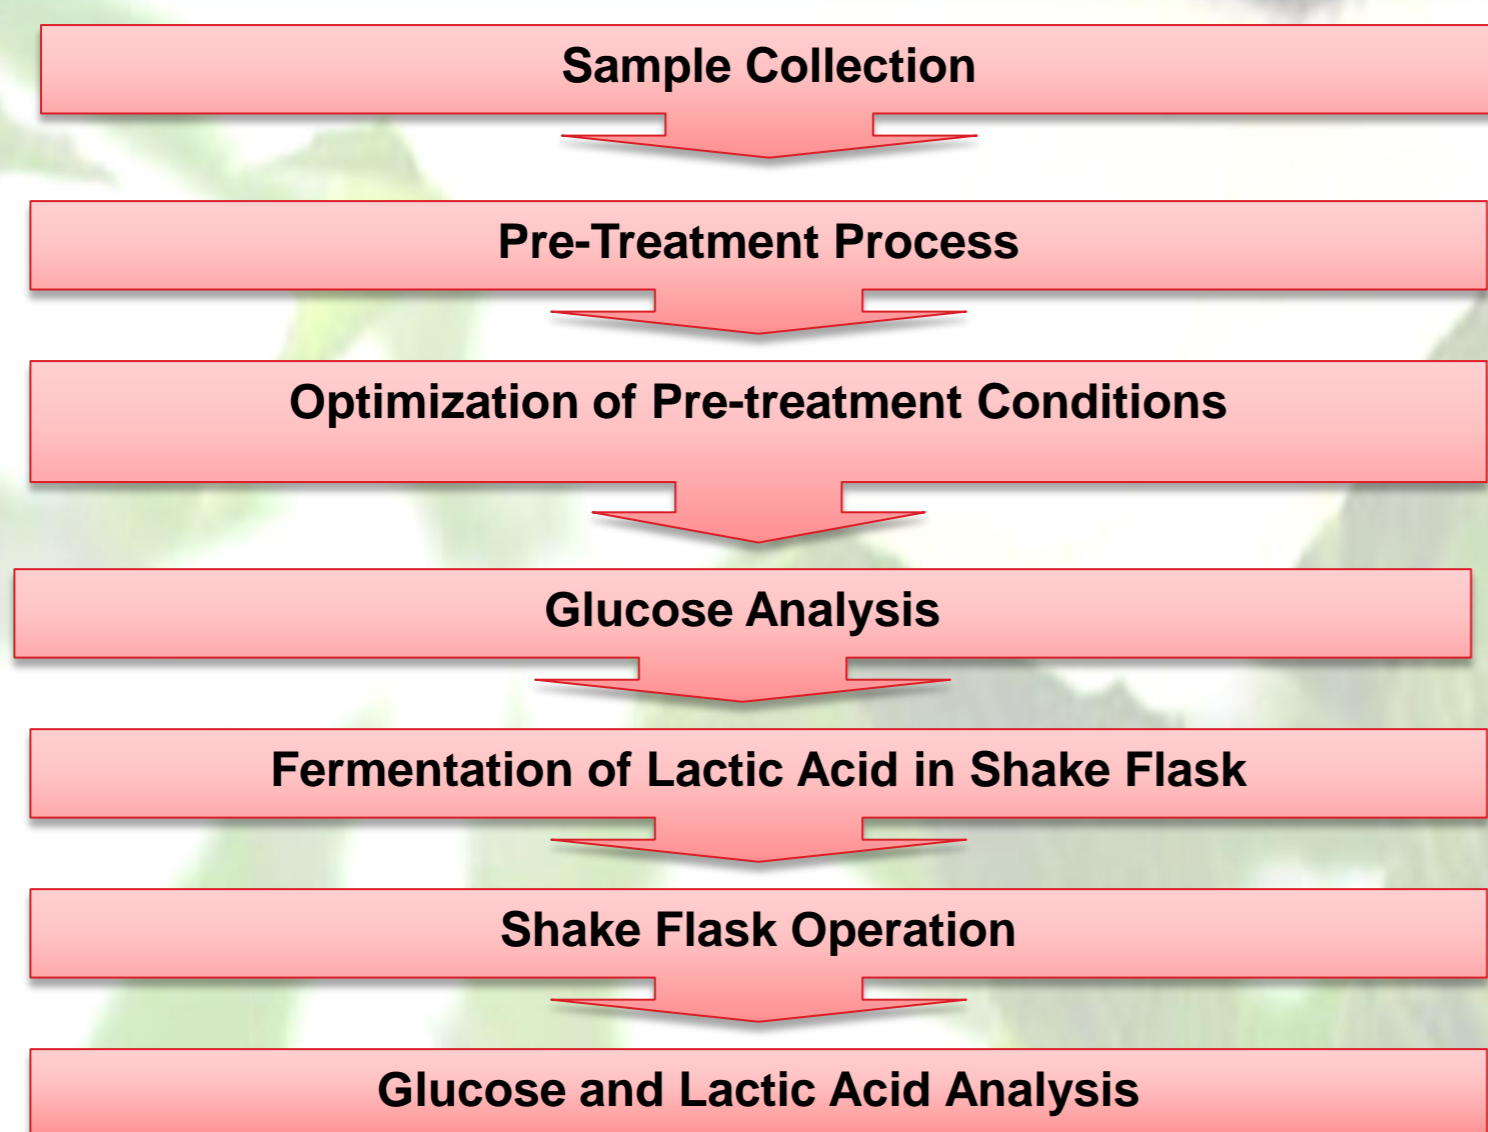 Sample Collection
Pre-Treatment Process
Optimization of Pre-treatment Conditions
Glucose Analysis
Fermentation of Lactic Acid in Shake Flask
Shake Flask Operation
Glucose and Lactic Acid Analysis